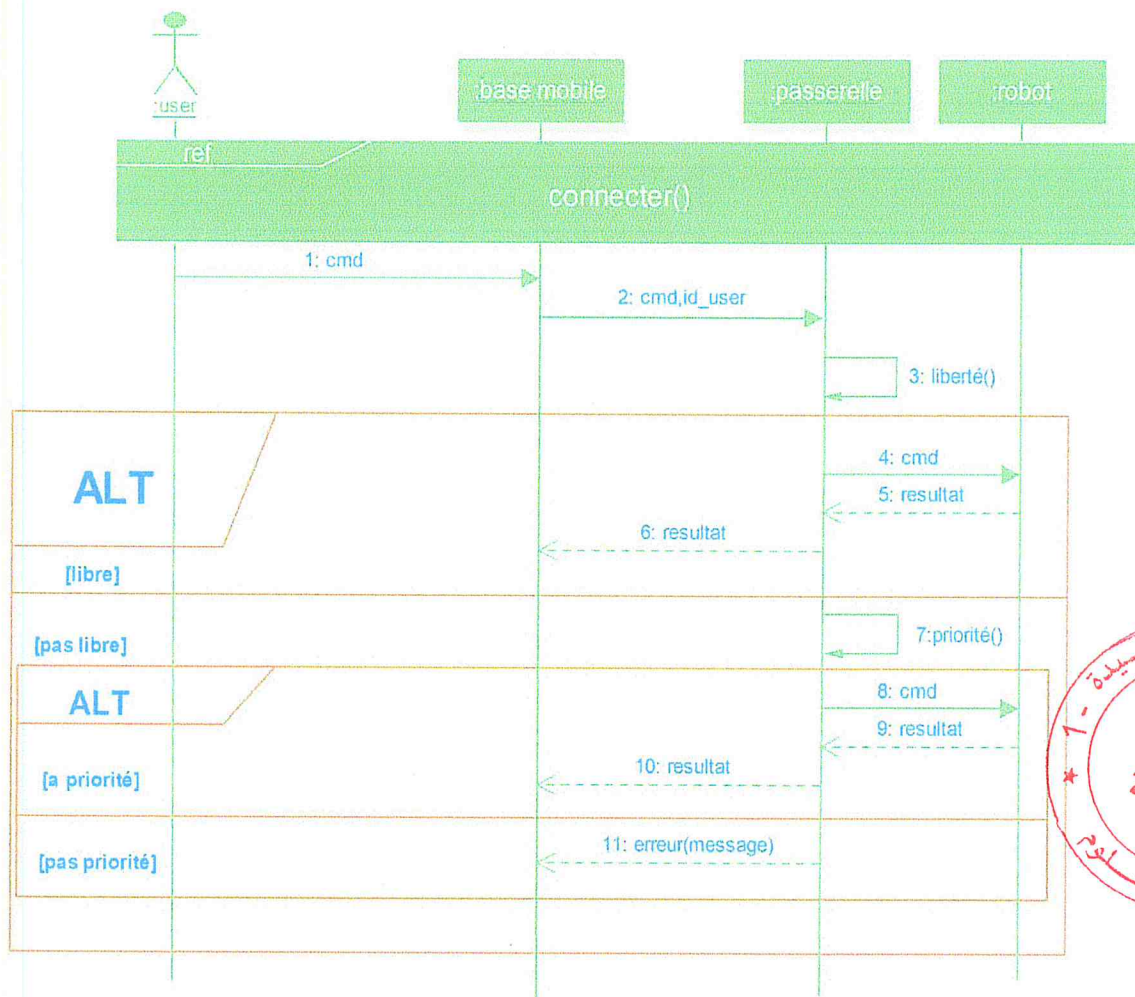 :user
:base mobile
:passerelle
:robot
ref
connecter()
1: cmd
2: cmd,id_user
3: liberté()
ALT
4: cmd
5: resultat
6: resultat
[libre]
[pas libre]
7:priorité()
ALT
8: cmd
9: resultat
10: resultat
[a priorité]
11: erreur(message)
[pas priorité]
- 1 -